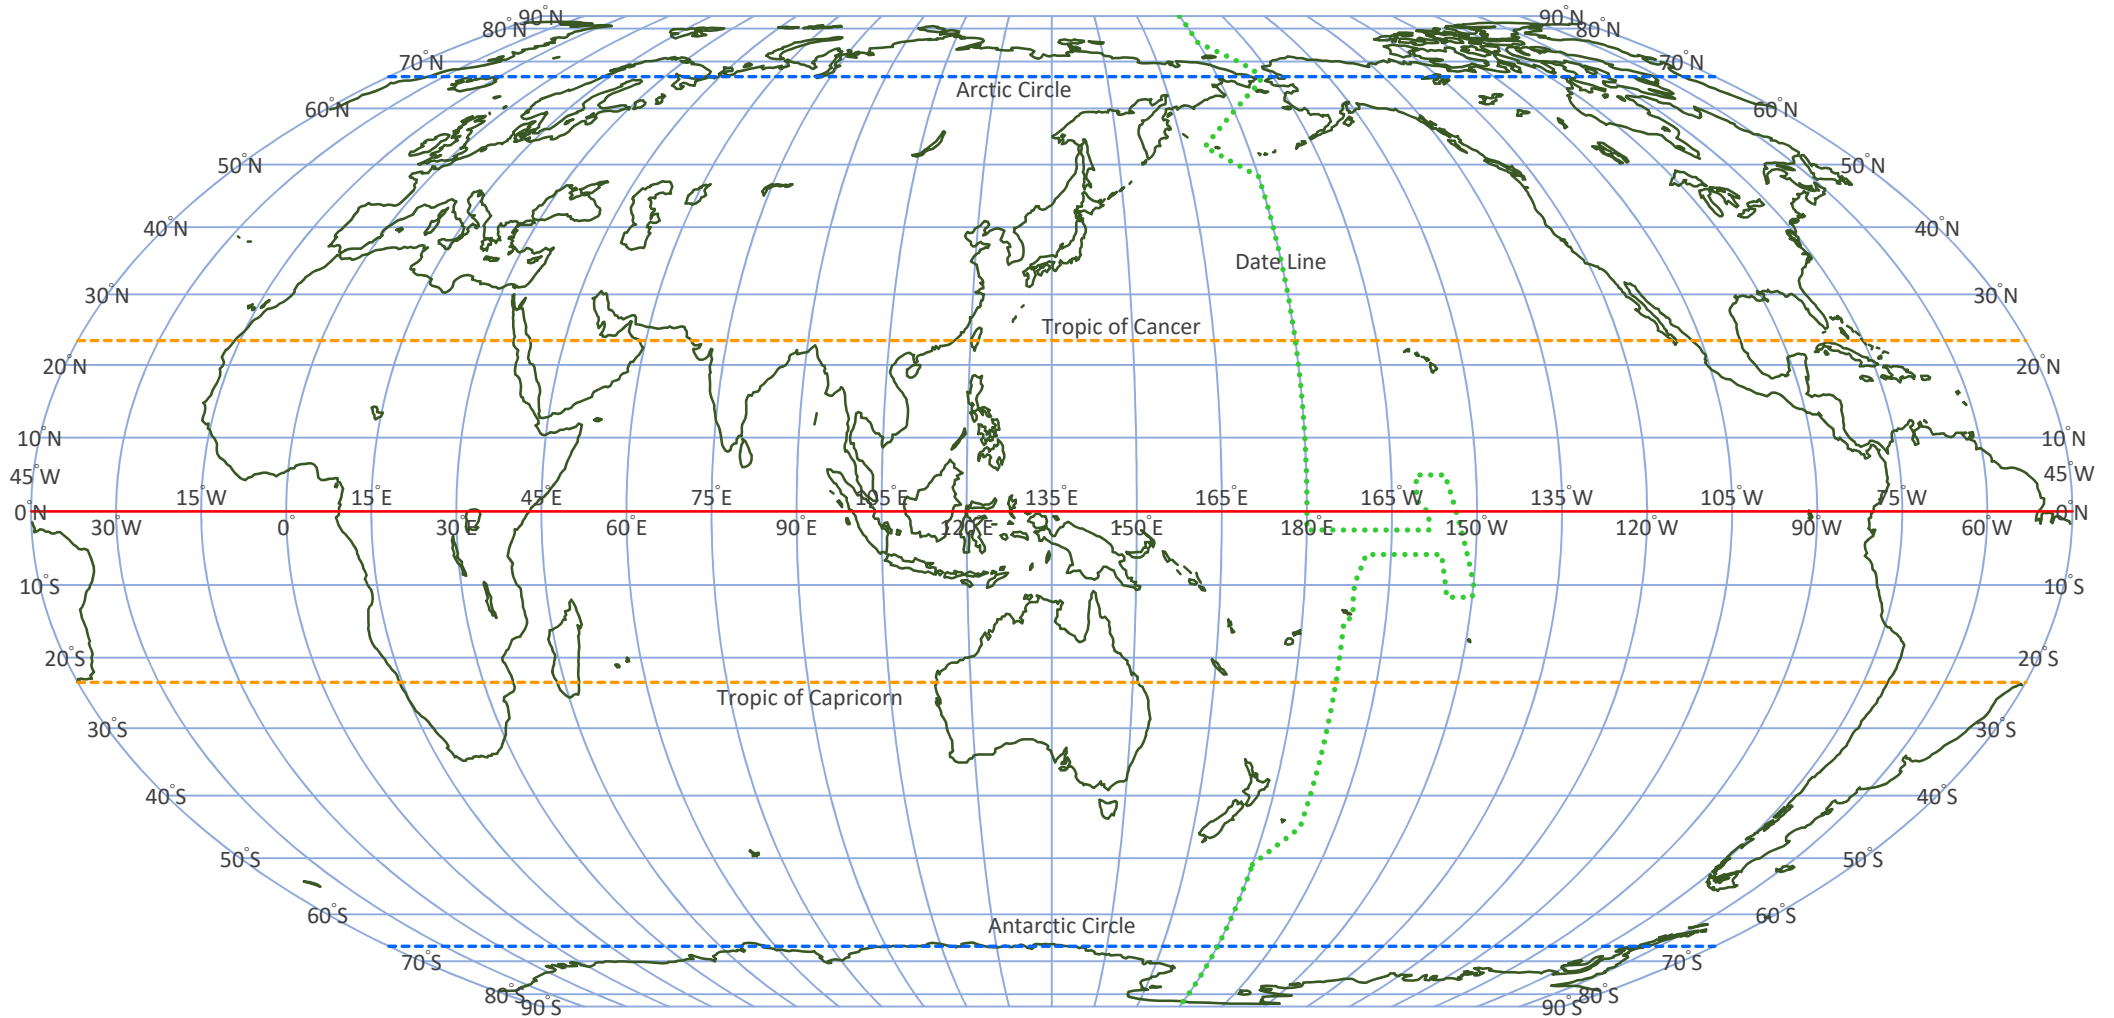 90°N 90°N
80°N 80°N
70°N 70°N
Arctic Circle
60°N 60°N
50°N 50°N
40°N 40°N
Date Line
30°N 30°N
Tropic of Cancer
20°N 20°N
10°N 10°N
45°W 45°W
15°W 15°E 45°E 75°E 105°E 135°E 165°E 165°W 135°W 105°W 75°W
0°N 0°N
30°W 0° 30°E 60°E 90°E 120°E 150°E 180°E 150°W 120°W 90°W 60°W
10°S 10°S
20°S 20°S
Tropic of Capricorn
30°S 30°S
40°S 40°S
50°S 50°S
60°S 60°S
Antarctic Circle
70°S 70°S
80°S 80°S
90°S 90°S